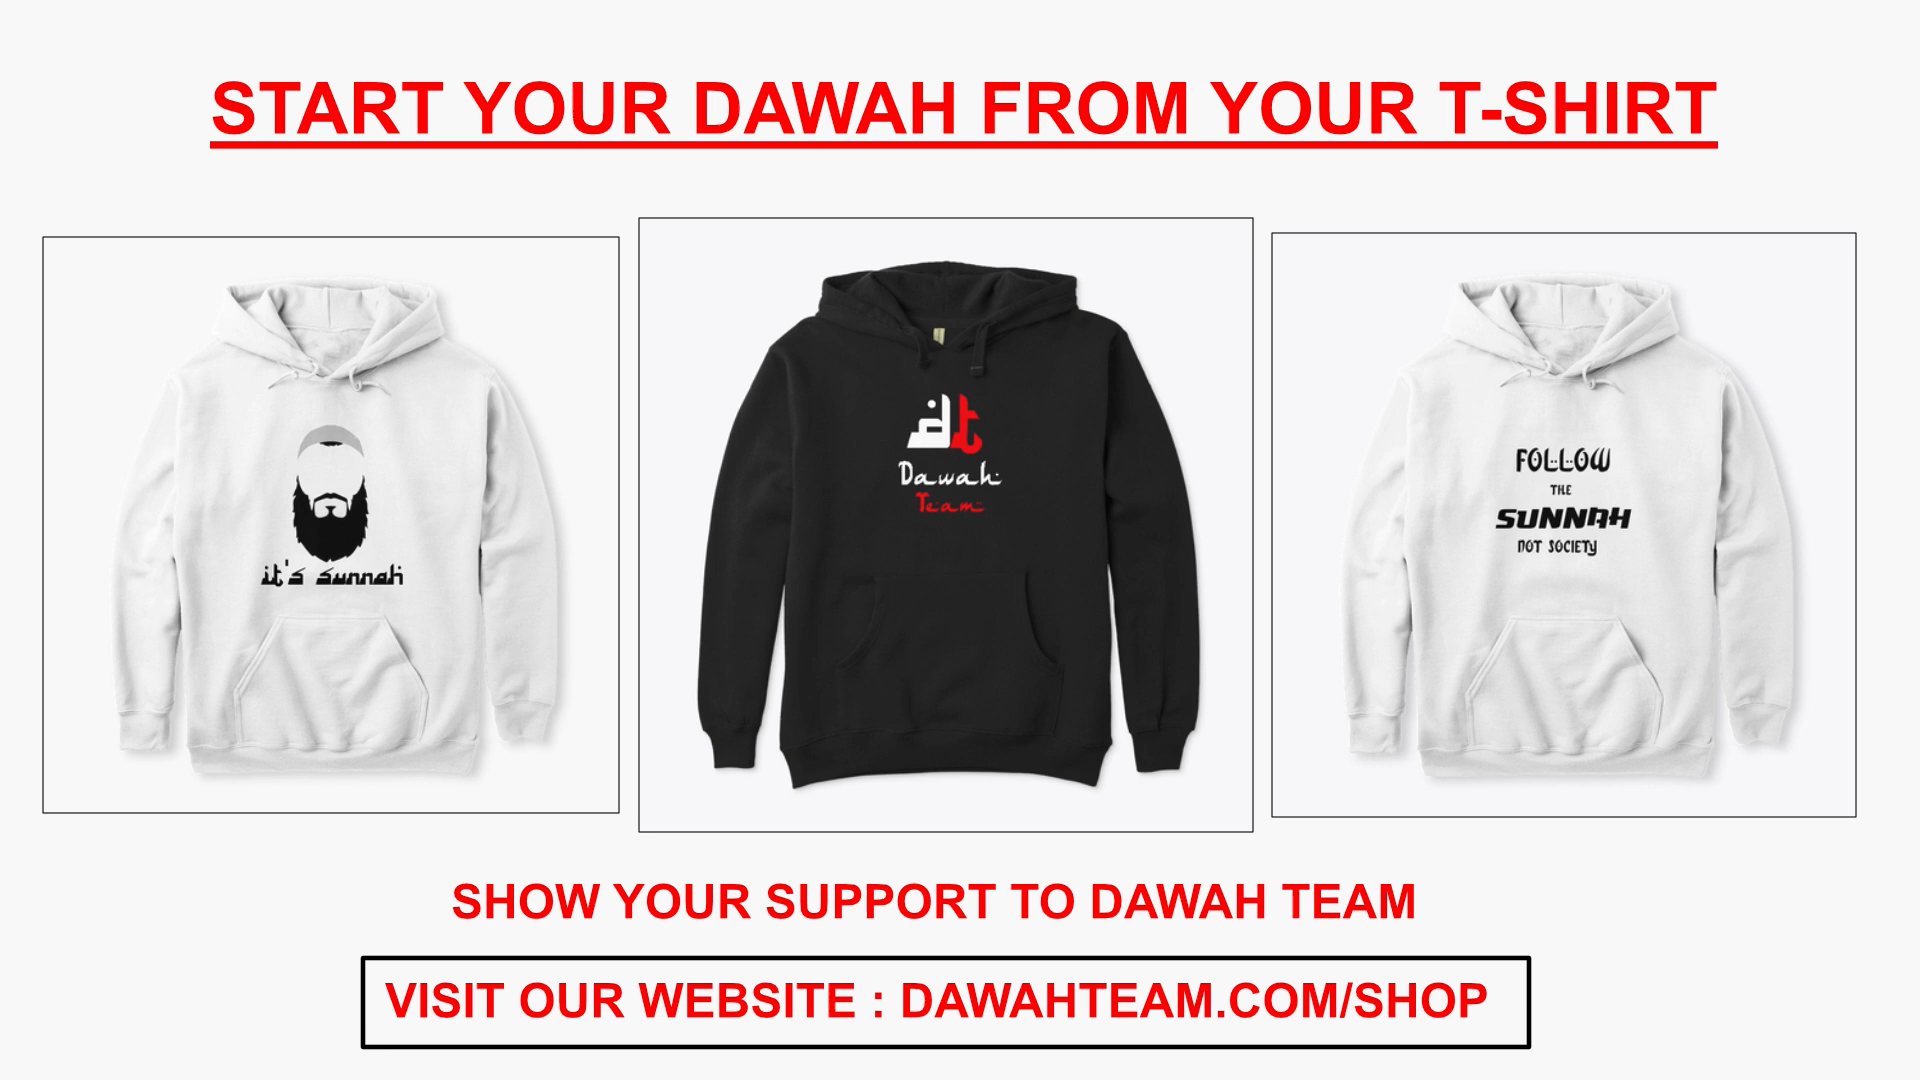 START YOUR DAWAH FROM YOUR T-SHIRT
it's sunnah
dt
Dawah
Team
FOLLOW
THE
SUNNAH
NOT SOCIETY
SHOW YOUR SUPPORT TO DAWAH TEAM
VISIT OUR WEBSITE : DAWAHTEAM.COM/SHOP